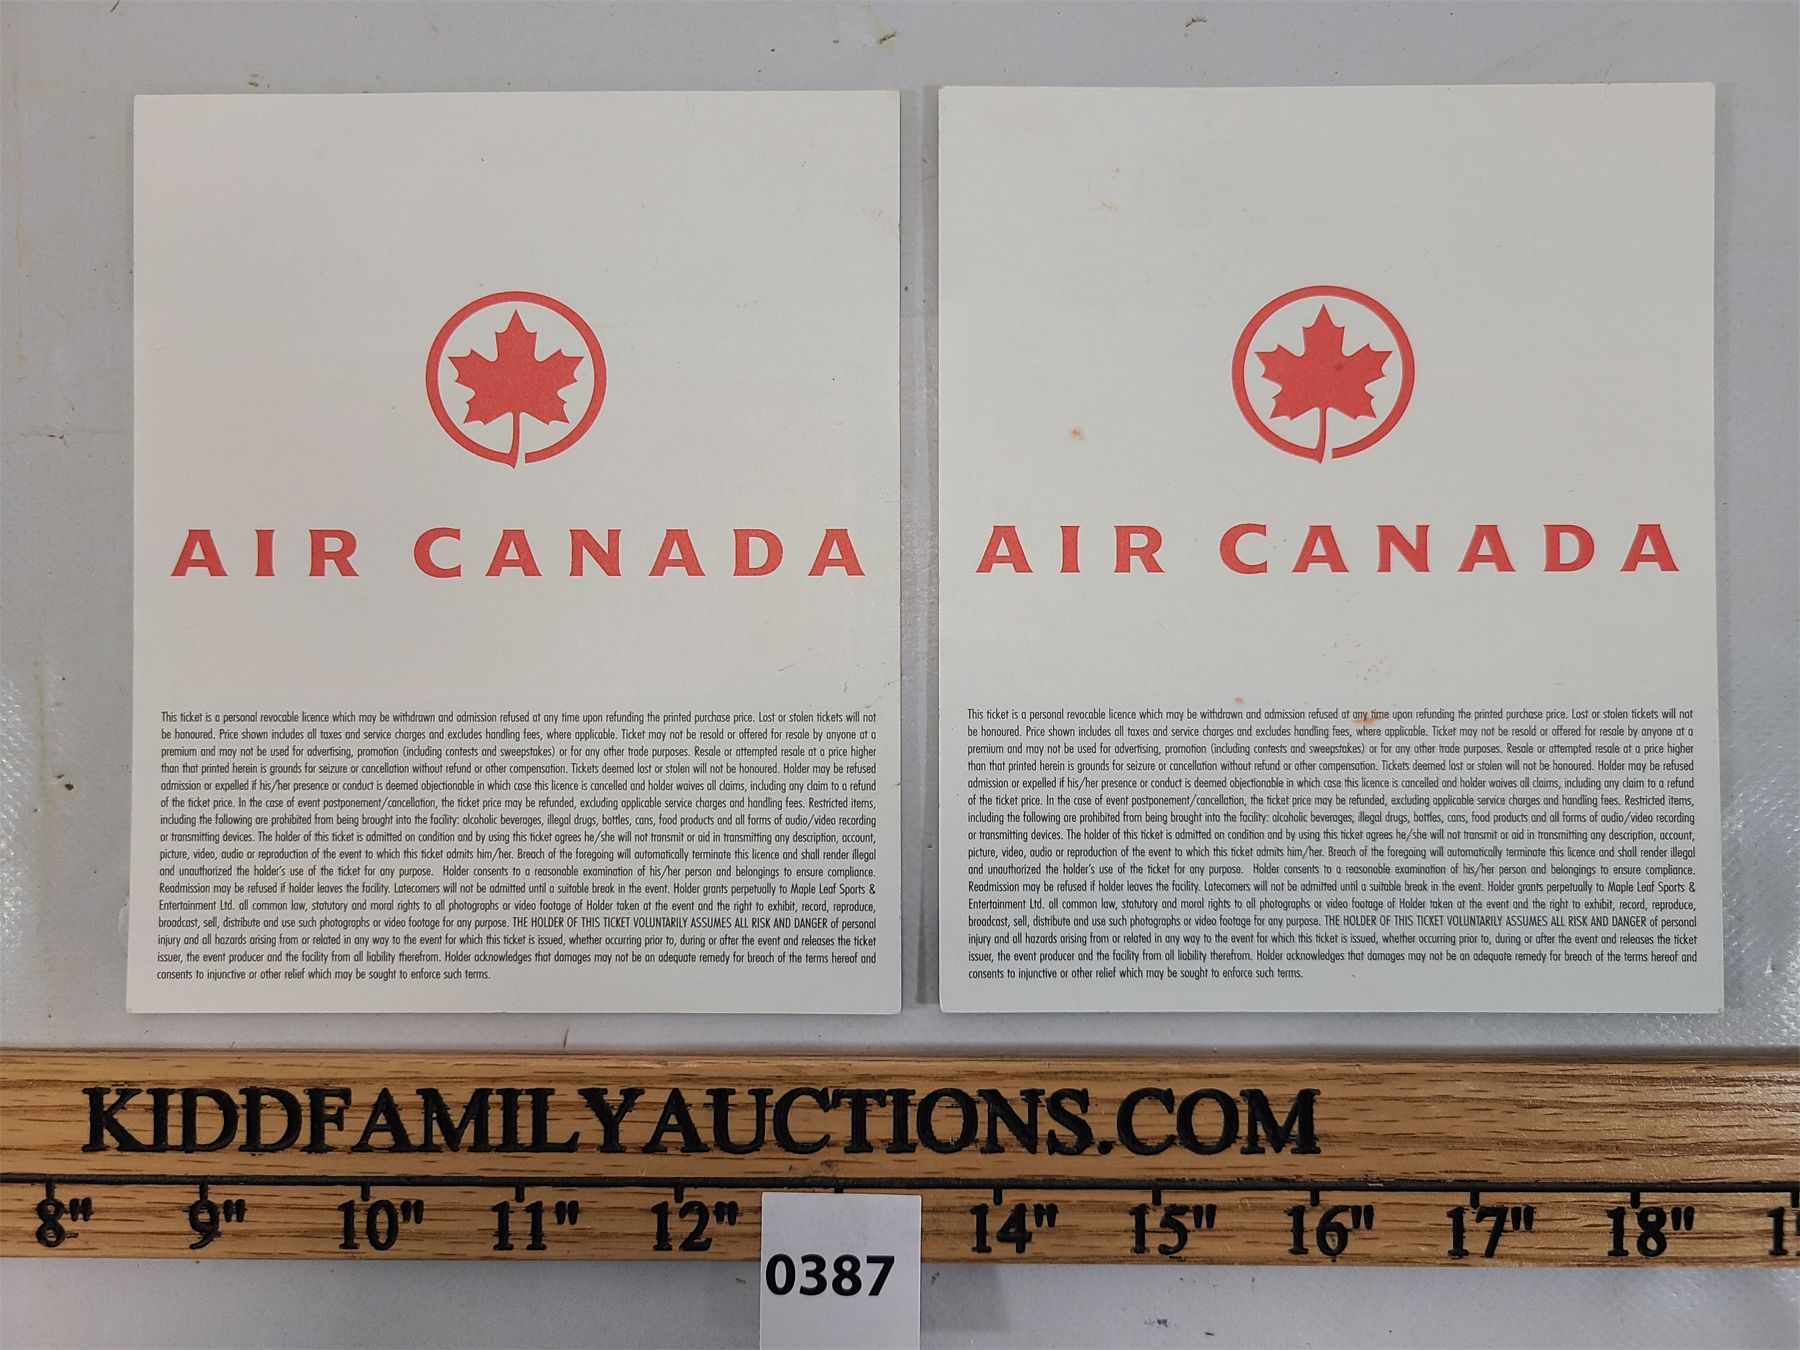 AIR CANADA
This ticket is a personal revocable licence which may be withdrawn and admission refused at any time upon refunding the printed purchase price. Lost or stolen tickets will not
be honoured. Price shown includes all taxes and service charges and excludes handling fees, where applicable. Ticket may not be resold or offered for resale by anyone at a
premium and may not be used for advertising, promotion (including contests and sweepstakes) or for any other trade purposes. Resale or attempted resale at a price higher
than that printed herein is grounds for seizure or cancellation without refund or other compensation. Tickets deemed lost or stolen will not be honoured. Holder may be refused
admission or expelled if his/her presence or conduct is deemed objectionable in which case this licence is cancelled and holder waives all claims, including any claim to a refund
of the ticket price. In the case of event postponement/cancellation, the ticket price may be refunded, excluding applicable service charges and handling fees. Restricted items,
including the following are prohibited from being brought into the facility: alcoholic beverages, illegal drugs, bottles, cans, food products and all forms of audio/video recording
or transmitting devices. The holder of this ticket is admitted on condition and by using this ticket agrees he/she will not transmit or aid in transmitting any description, account,
picture, video, audio or reproduction of the event to which this ticket admits him/her. Breach of the foregoing will automatically terminate this licence and shall render illegal
and unauthorized the holder's use of the ticket for any purpose. Holder consents to a reasonable examination of his/her person and belongings to ensure compliance.
Readmission may be refused if holder leaves the facility. Latecomers will not be admitted until a suitable break in the event. Holder grants perpetually to Maple Leaf Sports &
Entertainment Ltd. all common law, statutory and moral rights to all photographs or video footage of Holder taken at the event and the right to exhibit, record, reproduce,
broadcast, sell, distribute and use such photographs or video footage for any purpose. THE HOLDER OF THIS TICKET VOLUNTARILY ASSUMES ALL RISK AND DANGER of personal
injury and all hazards arising from or related in any way to the event for which this ticket is issued, whether occurring prior to, during or after the event and releases the ticket
issuer, the event producer and the facility from all liability therefrom. Holder acknowledges that damages may not be an adequate remedy for breach of the terms hereof and
consents to injunctive or other relief which may be sought to enforce such terms.
AIR CANADA
This ticket is a personal revocable licence which may be withdrawn and admission refused at any time upon refunding the printed purchase price. Lost or stolen tickets will not
be honoured. Price shown includes all taxes and service charges and excludes handling fees, where applicable. Ticket may not be resold or offered for resale by anyone at a
premium and may not be used for advertising, promotion (including contests and sweepstakes) or for any other trade purposes. Resale or attempted resale at a price higher
than that printed herein is grounds for seizure or cancellation without refund or other compensation. Tickets deemed lost or stolen will not be honoured. Holder may be refused
admission or expelled if his/her presence or conduct is deemed objectionable in which case this licence is cancelled and holder waives all claims, including any claim to a refund
of the ticket price. In the case of event postponement/cancellation, the ticket price may be refunded, excluding applicable service charges and handling fees. Restricted items,
including the following are prohibited from being brought into the facility: alcoholic beverages, illegal drugs, bottles, cans, food products and all forms of audio/video recording
or transmitting devices. The holder of this ticket is admitted on condition and by using this ticket agrees he/she will not transmit or aid in transmitting any description, account,
picture, video, audio or reproduction of the event to which this ticket admits him/her. Breach of the foregoing will automatically terminate this licence and shall render illegal
and unauthorized the holder's use of the ticket for any purpose. Holder consents to a reasonable examination of his/her person and belongings to ensure compliance.
Readmission may be refused if holder leaves the facility. Latecomers will not be admitted until a suitable break in the event. Holder grants perpetually to Maple Leaf Sports &
Entertainment Ltd. all common law, statutory and moral rights to all photographs or video footage of Holder taken at the event and the right to exhibit, record, reproduce,
broadcast, sell, distribute and use such photographs or video footage for any purpose. THE HOLDER OF THIS TICKET VOLUNTARILY ASSUMES ALL RISK AND DANGER of personal
injury and all hazards arising from or related in any way to the event for which this ticket is issued, whether occurring prior to, during or after the event and releases the ticket
issuer, the event producer and the facility from all liability therefrom. Holder acknowledges that damages may not be an adequate remedy for breach of the terms hereof and
consents to injunctive or other relief which may be sought to enforce such terms.
KIDDFAMILYAUCTIONS.COM
8" 9" 10" 11" 12" 14" 15" 16" 17" 18"
0387